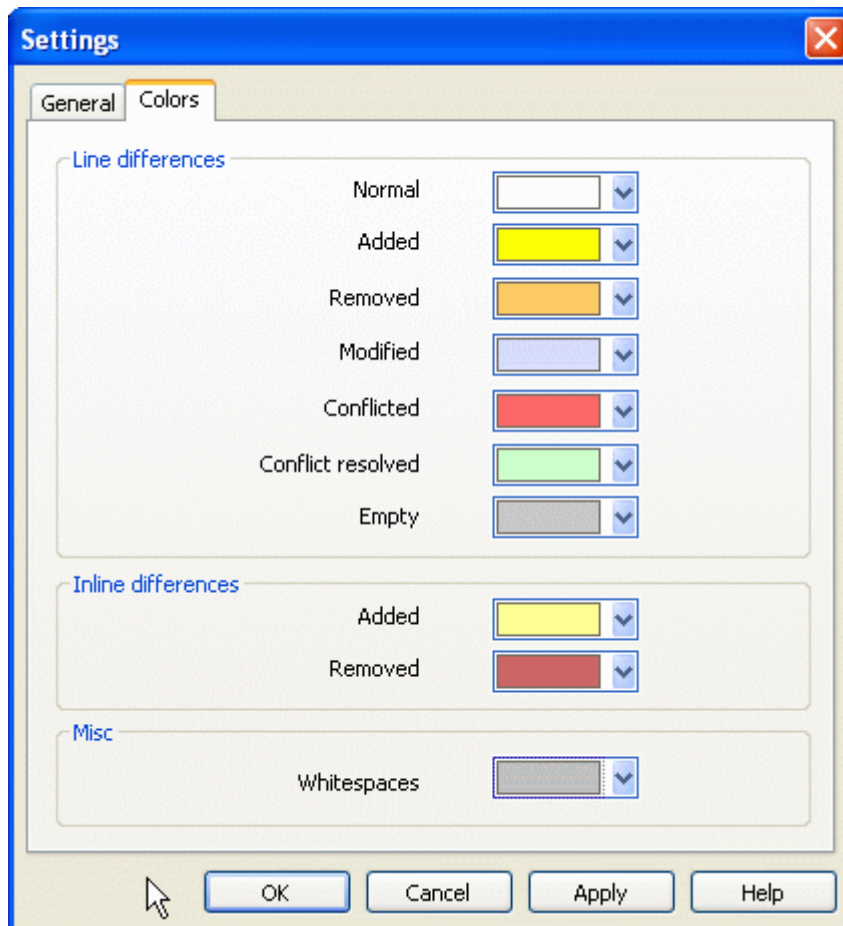 Settings
General Colors
Line differences
Normal
Added
Removed
Modified
Conflicted
Conflict resolved
Empty
Inline differences
Added
Removed
Misc
Whitespaces
OK Cancel Apply Help